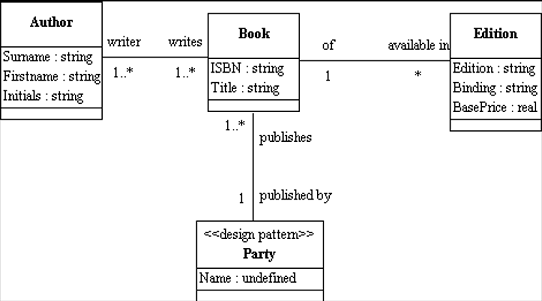 Author
Surname : string
Firstname : string
Initials : string
writer writes
1..* 1..*
Book
ISBN : string
Title : string
of available in
1 *
Edition
Edition : string
Binding : string
BasePrice : real
1..*
publishes
1 published by
<<design pattern>>
Party
Name : undefined